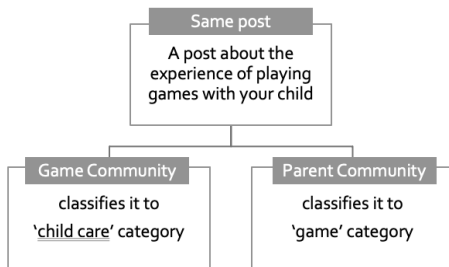 Same post
A post about the
experience of playing
games with your child
Game Community
classifies it to
‘child care’ category
Parent Community
classifies it to
‘game’ category